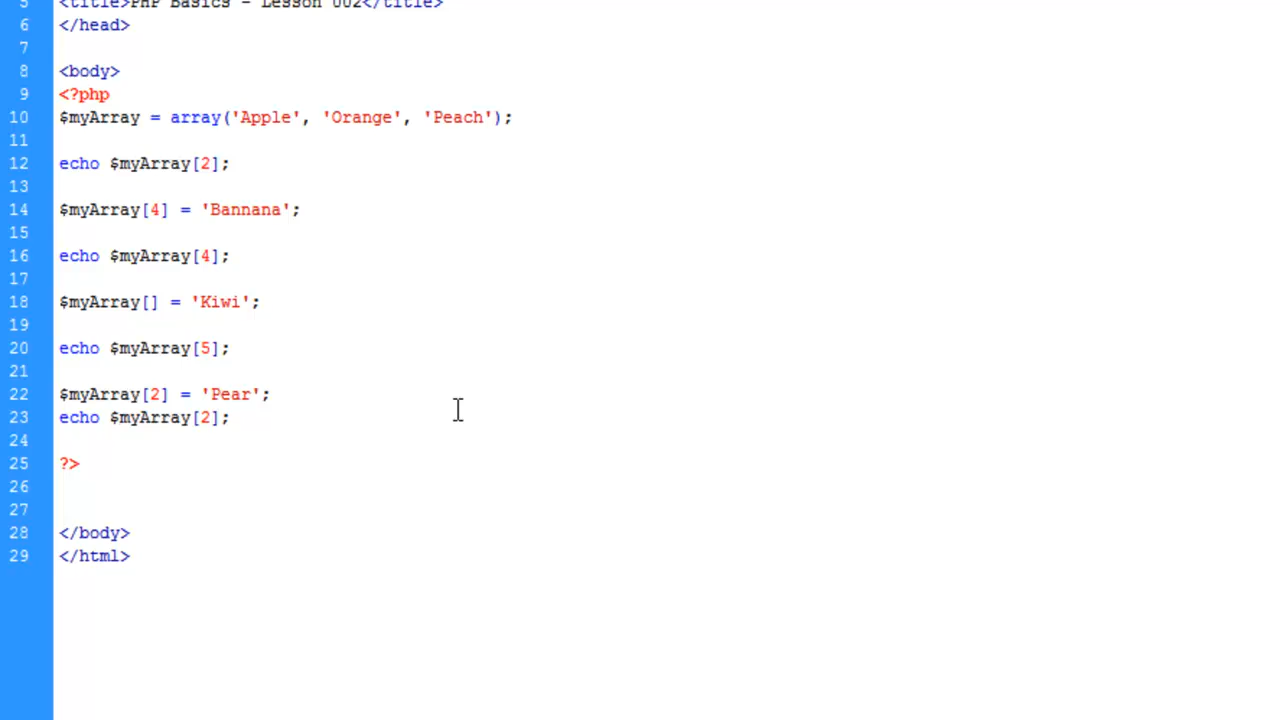 5 <title>PHP Basics - Lesson 002</title>
6 </head>
7
8 <body>
9 <?php
10 $myArray = array('Apple', 'Orange', 'Peach');
11
12 echo $myArray[2];
13
14 $myArray[4] = 'Bannana';
15
16 echo $myArray[4];
17
18 $myArray[] = 'Kiwi';
19
20 echo $myArray[5];
21
22 $myArray[2] = 'Pear';
23 echo $myArray[2];
24
25 ?>
26
27
28 </body>
29 </html>